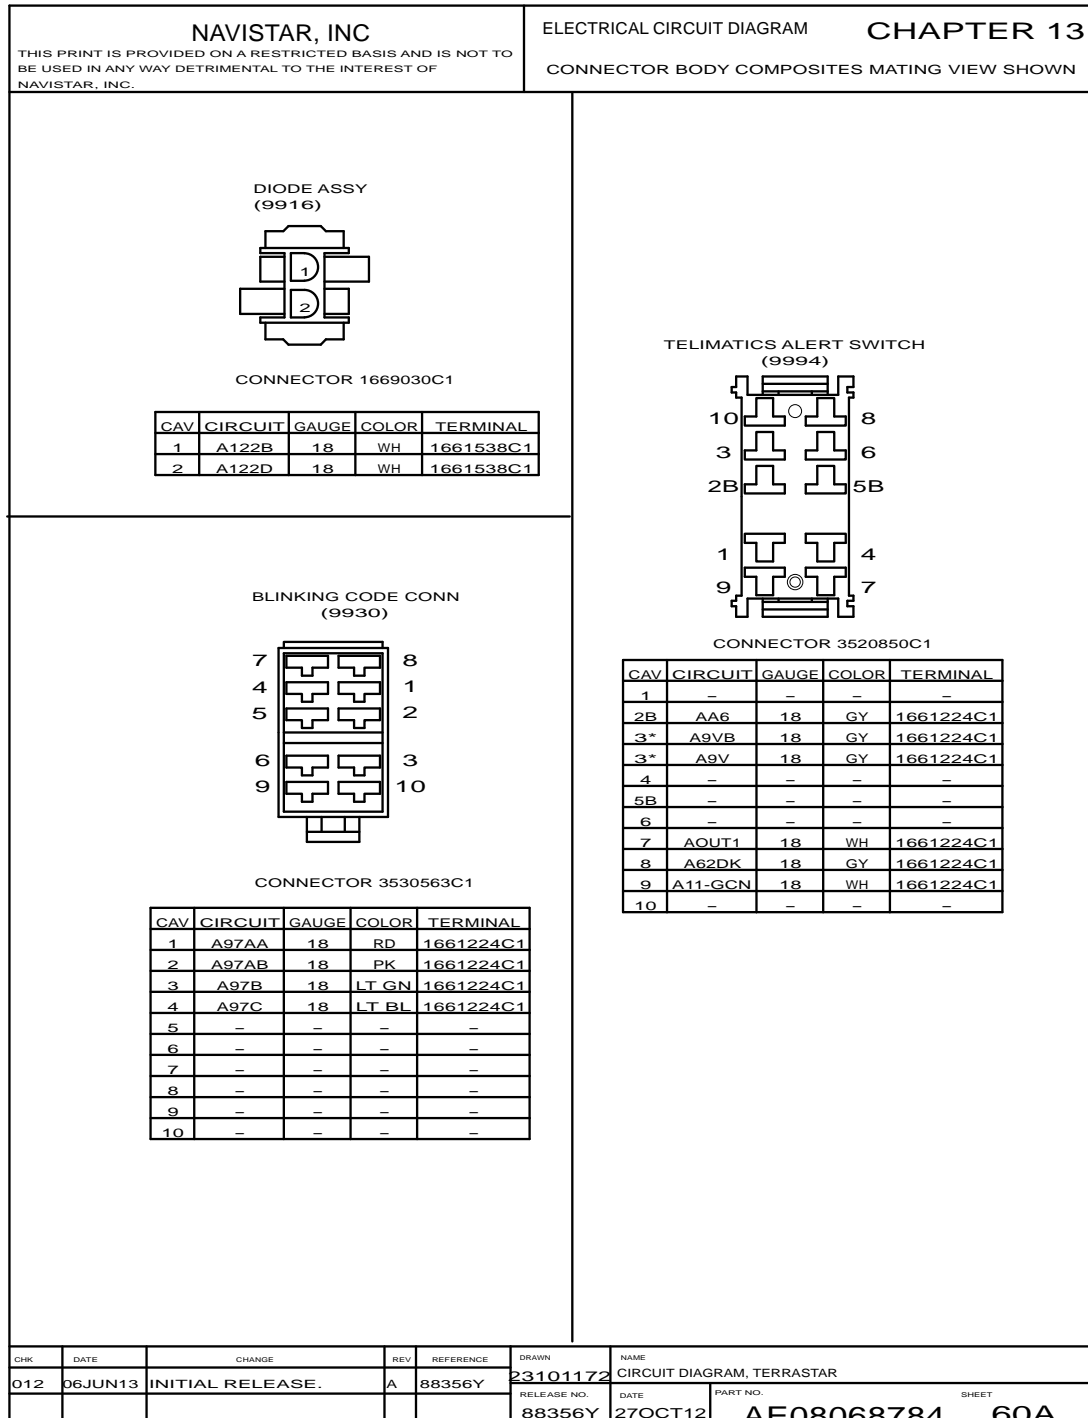 NAVISTAR, INC
THIS PRINT IS PROVIDED ON A RESTRICTED BASIS AND IS NOT TO
BE USED IN ANY WAY DETRIMENTAL TO THE INTEREST OF
NAVISTAR, INC.
ELECTRICAL CIRCUIT DIAGRAM CHAPTER 13
CONNECTOR BODY COMPOSITES MATING VIEW SHOWN
DIODE ASSY
(9916)
1
2
CONNECTOR 1669030C1
CAV CIRCUIT GAUGE COLOR TERMINAL
1 A122B 18 WH 1661538C1
2 A122D 18 WH 1661538C1
BLINKING CODE CONN
(9930)
7 8
4 1
5 2
6 3
9 10
CONNECTOR 3530563C1
CAV CIRCUIT GAUGE COLOR TERMINAL
1 A97AA 18 RD 1661224C1
2 A97AB 18 PK 1661224C1
3 A97B 18 LT GN 1661224C1
4 A97C 18 LT BL 1661224C1
5 – – – –
6 – – – –
7 – – – –
8 – – – –
9 – – – –
10 – – – –
TELIMATICS ALERT SWITCH
(9994)
10 8
3 6
2B 5B
1 4
9 7
CONNECTOR 3520850C1
CAV CIRCUIT GAUGE COLOR TERMINAL
1 – – – –
2B AA6 18 GY 1661224C1
3* A9VB 18 GY 1661224C1
3* A9V 18 GY 1661224C1
4 – – – –
5B – – – –
6 – – – –
7 AOUT1 18 WH 1661224C1
8 A62DK 18 GY 1661224C1
9 A11-GCN 18 WH 1661224C1
10 – – – –
CHK DATE CHANGE REV REFERENCE
012 06JUN13 INITIAL RELEASE. A 88356Y
DRAWN
23101172
NAME
CIRCUIT DIAGRAM, TERRASTAR
RELEASE NO. DATE PART NO. SHEET
88356Y 27OCT12 AE08068784 60A